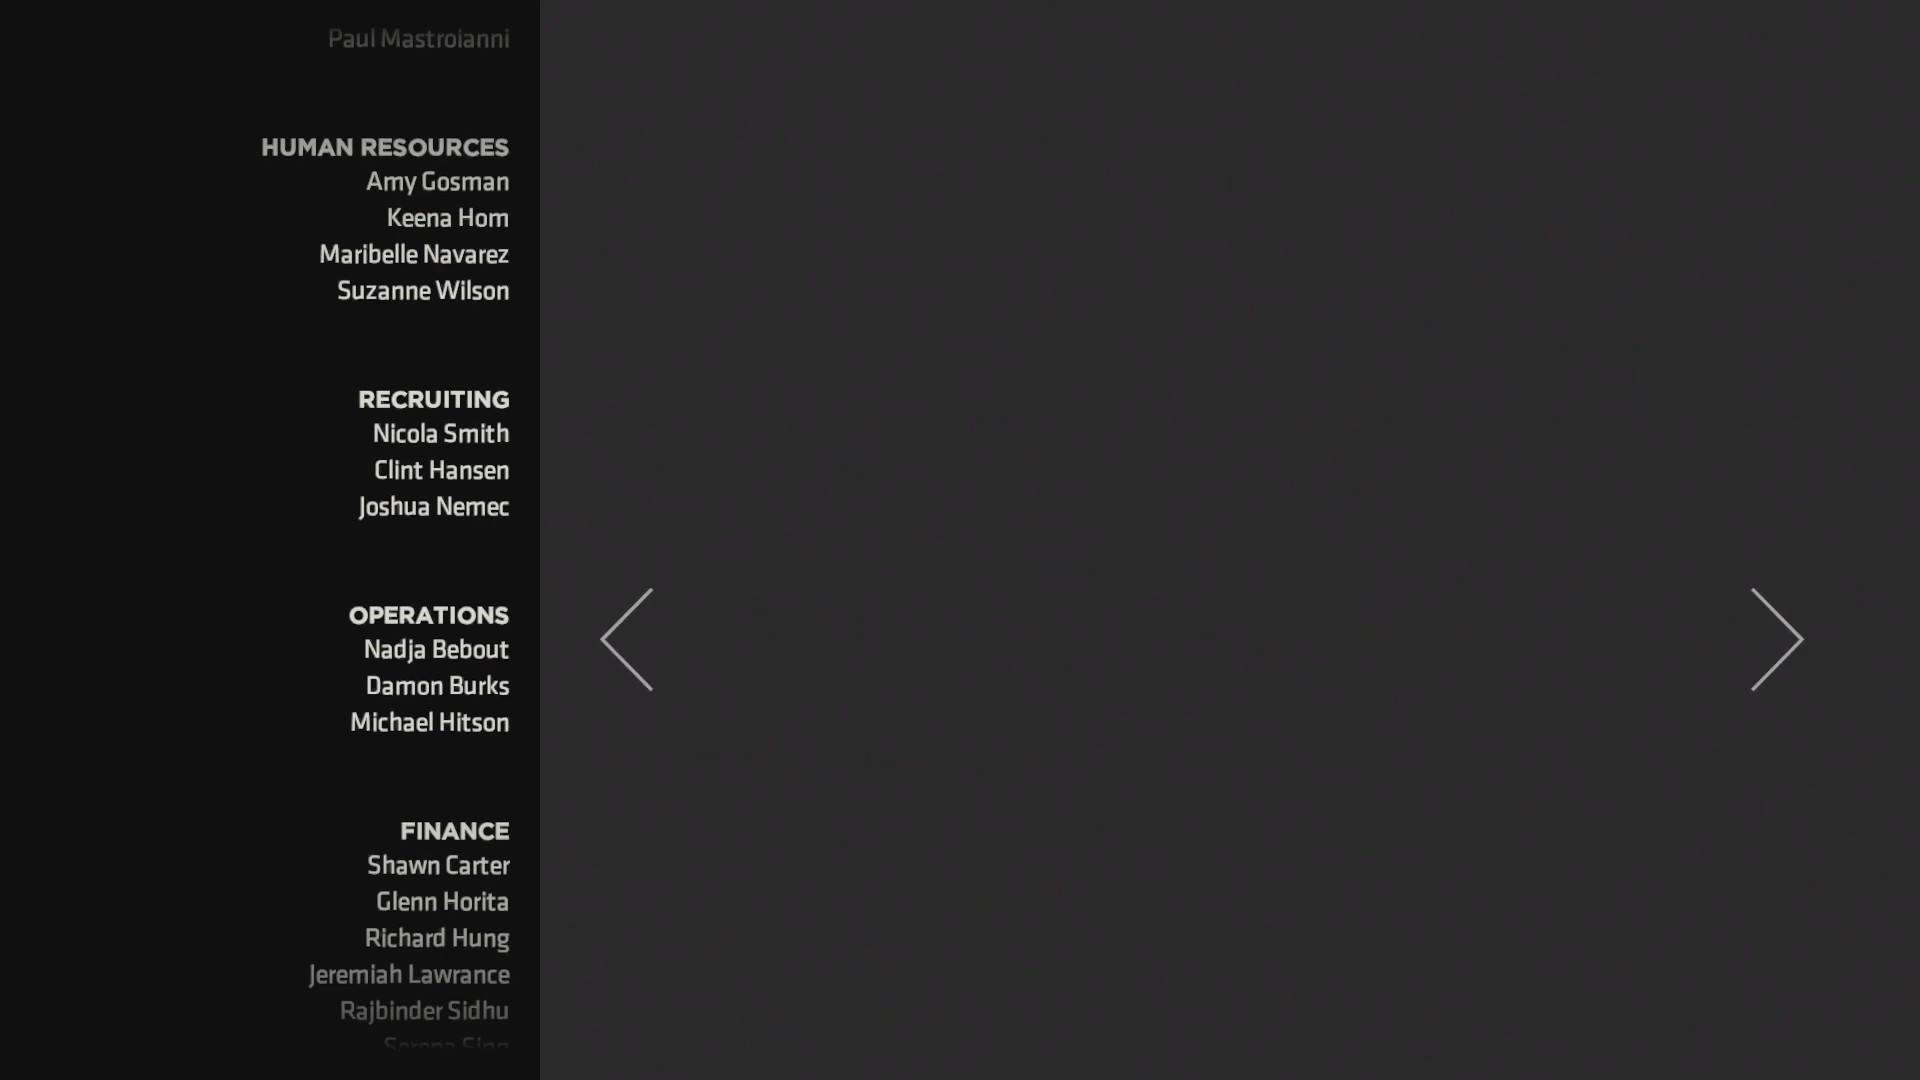 Paul Mastroianni
HUMAN RESOURCES
Amy Gosman
Keena Hom
Maribelle Navarez
Suzanne Wilson
RECRUITING
Nicola Smith
Clint Hansen
Joshua Nemec
OPERATIONS
Nadja Bebout
Damon Burks
Michael Hitson
FINANCE
Shawn Carter
Glenn Horita
Richard Hung
Jeremiah Lawrance
Rajbinder Sidhu